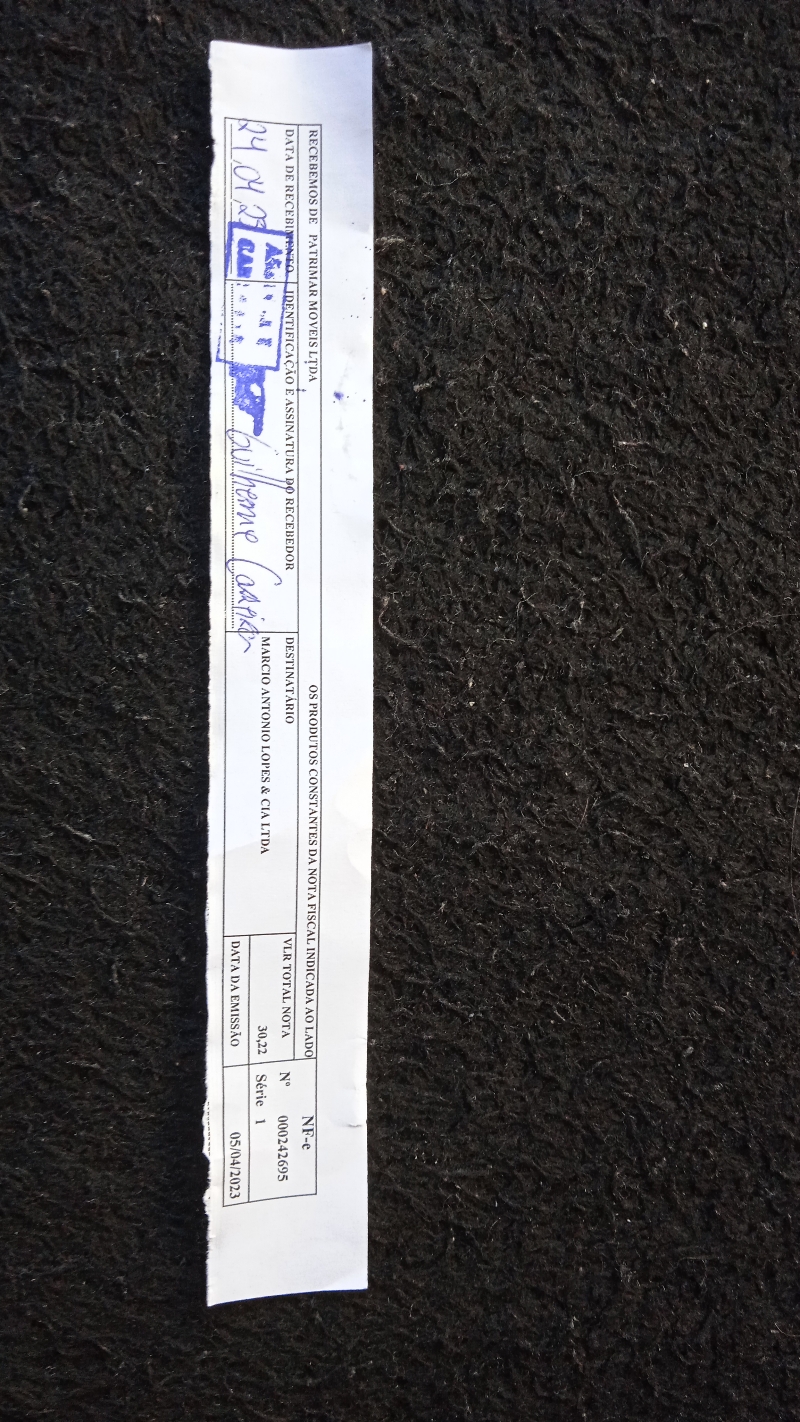 RECEBEMOS DE PATRIMAR MOVEIS LTDA OS PRODUTOS CONSTANTES DA NOTA FISCAL INDICADA AO LADO
DATA DE RECEBIMENTO
24,04,23
IDENTIFICAÇÃO E ASSINATURA DO RECEBEDOR
Guilherme
DESTINATÁRIO
MARCIO ANTONIO LOPES & CIA LTDA
VLR TOTAL NOTA
30,22
DATA DA EMISSÃO
NF-e
Nº 000242695
Série 1
05/04/2023